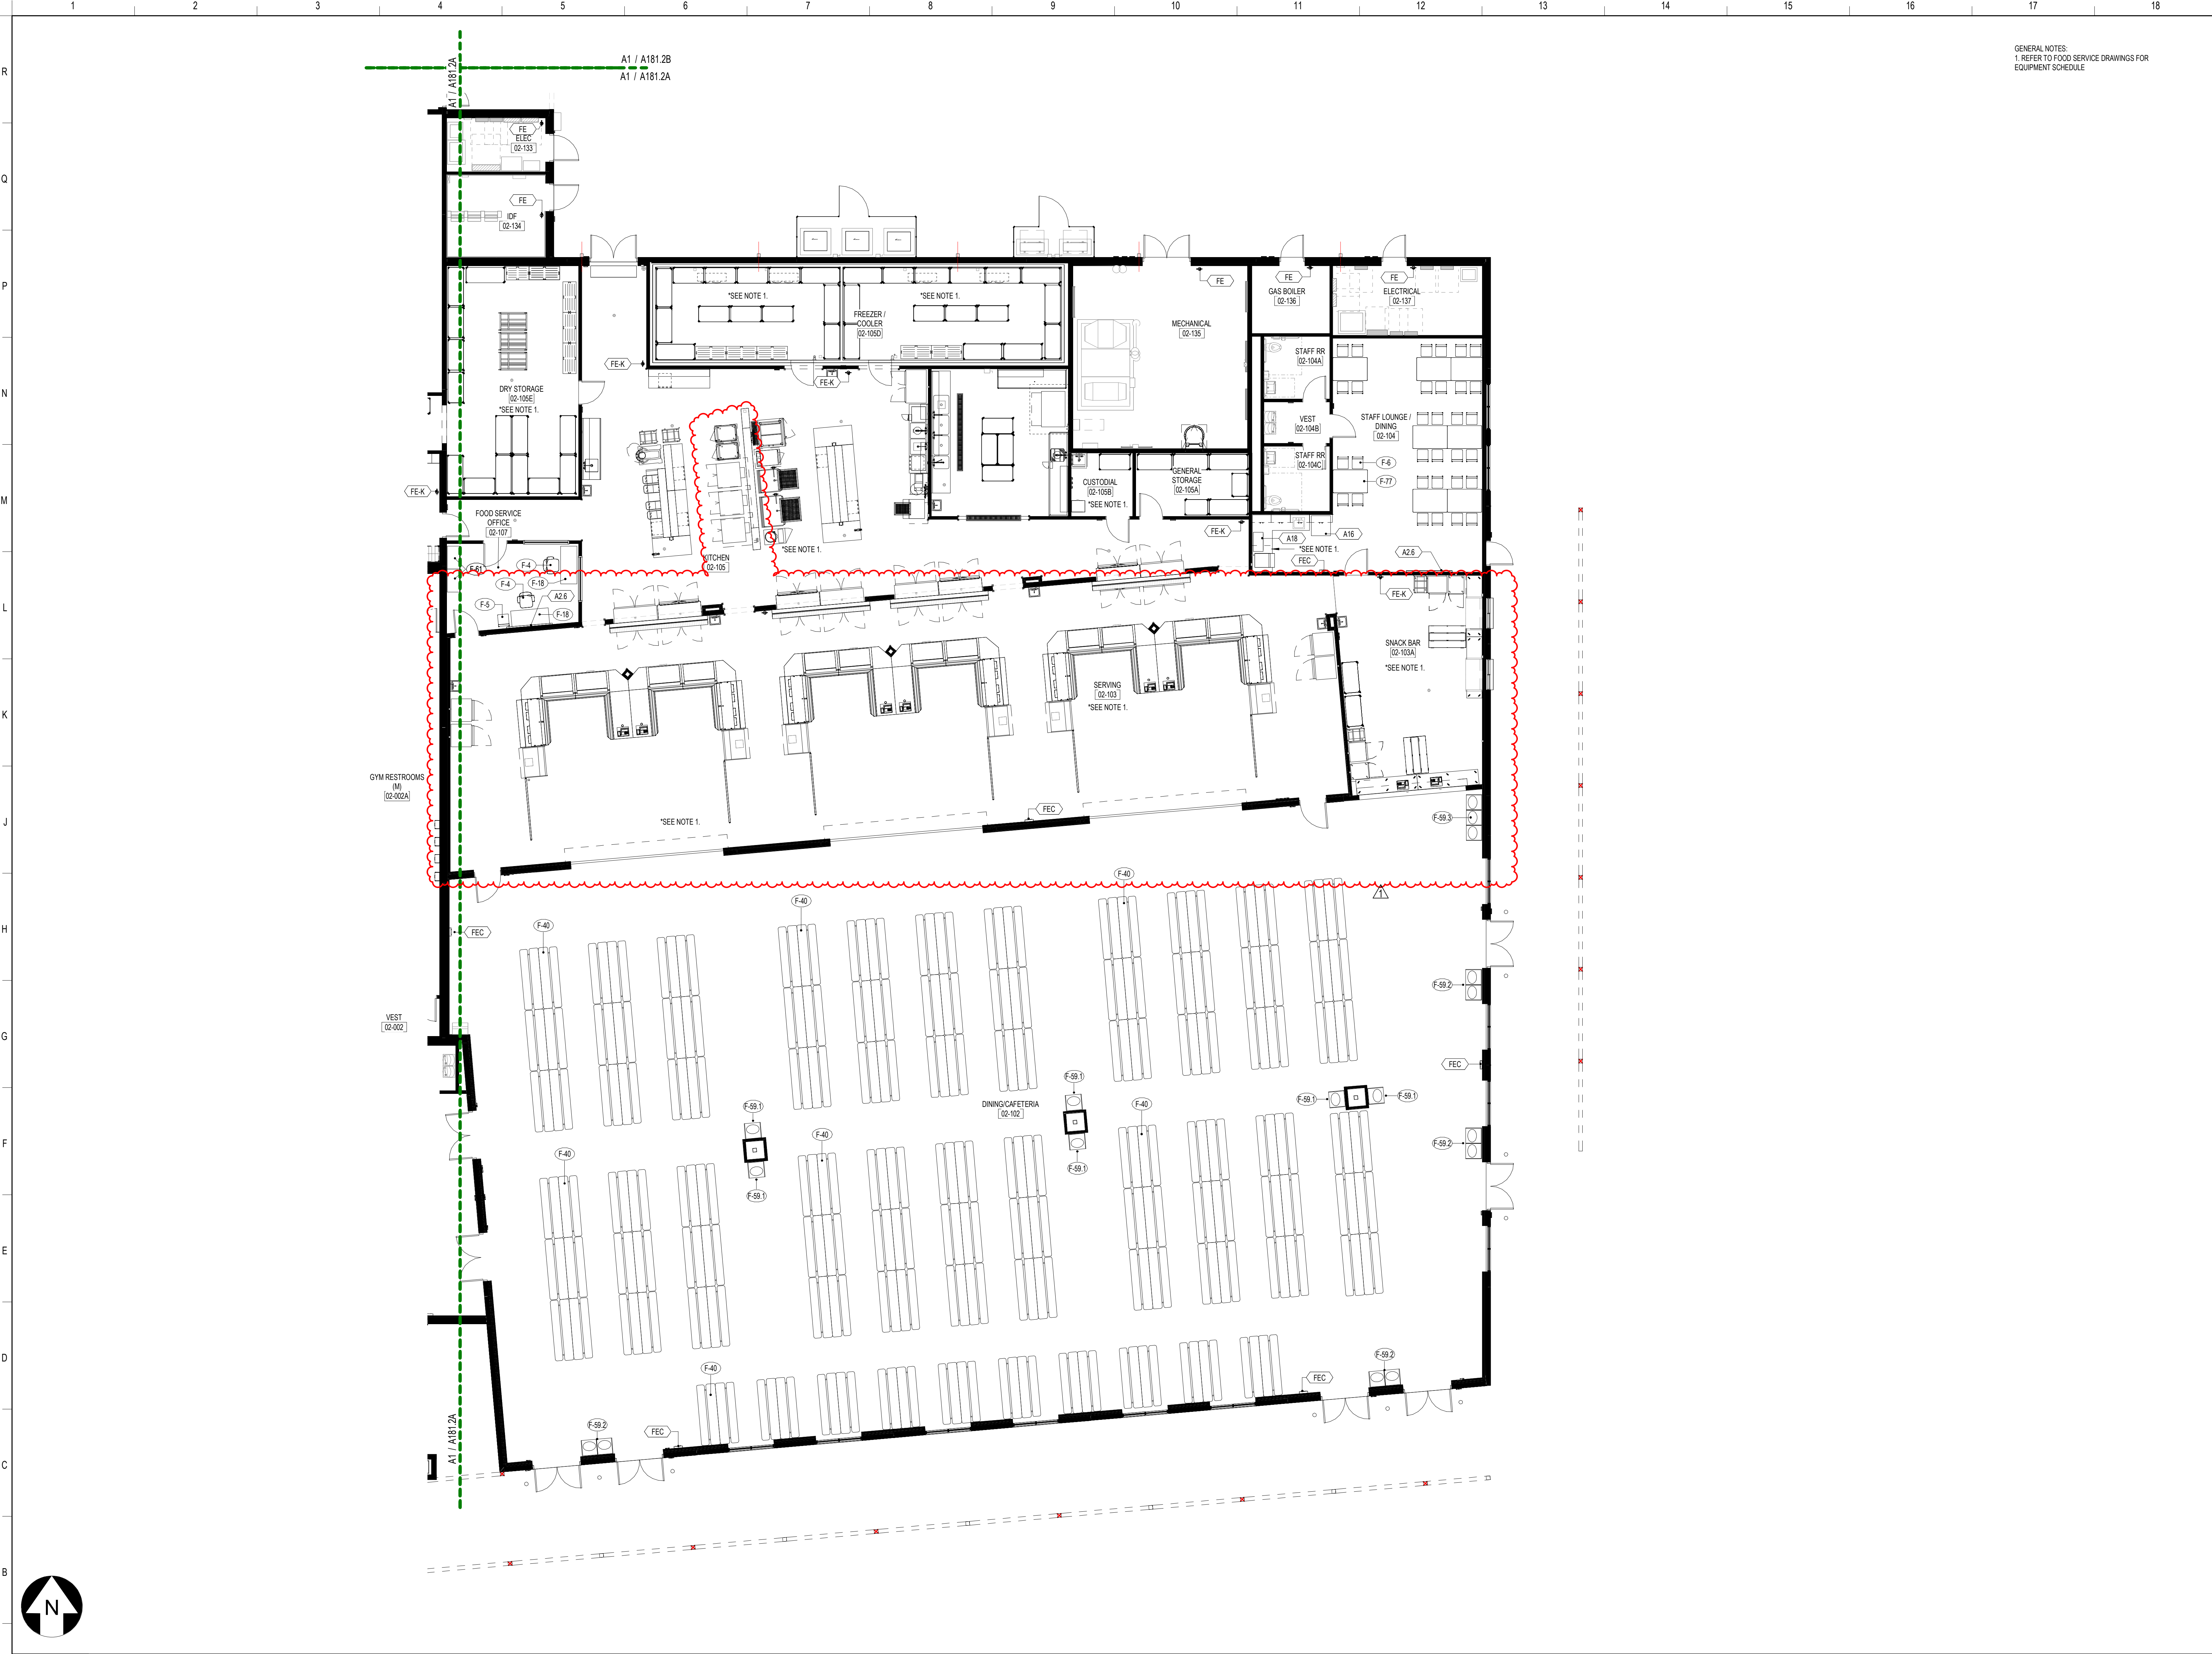 1 2 3 4 5 6 7 8 9 10 11 12 13 14 15 16 17 18
R
A1 / A181.2A
A1 / A181.2B
A1 / A181.2A
GENERAL NOTES:
1. REFER TO FOOD SERVICE DRAWINGS FOR
EQUIPMENT SCHEDULE
FE
ELEC
02-133
Q
FE
IDF
02-134
P
*SEE NOTE 1.
*SEE NOTE 1.
FREEZER /
COOLER
02-105D
FE
MECHANICAL
02-135
FE
GAS BOILER
02-136
FE
ELECTRICAL
02-137
FE-K
FE-K
STAFF RR
02-104A
N
DRY STORAGE
02-105E
*SEE NOTE 1.
VEST
02-104B
STAFF LOUNGE /
DINING
02-104
STAFF RR
02-104C
F-6
F-77
M
FE-K
GENERAL
STORAGE
02-105A
CUSTODIAL
02-105B
*SEE NOTE 1.
FOOD SERVICE
OFFICE
02-107
FE-K
A18
A16
*SEE NOTE 1.
A2.6
FEC
*SEE NOTE 1.
KITCHEN
02-105
F-61
F-4
F-4
F-18
A2.6
F-5
F-18
L
FE-K
SNACK BAR
02-103A
*SEE NOTE 1.
SERVING
02-103
*SEE NOTE 1.
K
GYM RESTROOMS
(M)
02-002A
J
*SEE NOTE 1.
FEC
F-59.3
1
F-40
F-40
F-40
H
FEC
F-59.2
VEST
02-002
G
FEC
F-59.1
F-59.1
F-59.1
F-59.1
DINING/CAFETERIA
02-102
F-40
F-40
F
F-59.2
F-40
F-59.1
F-59.1
E
D
F-59.2
F-40
FEC
A1 / A181.2A
F-59.2
FEC
C
B
N